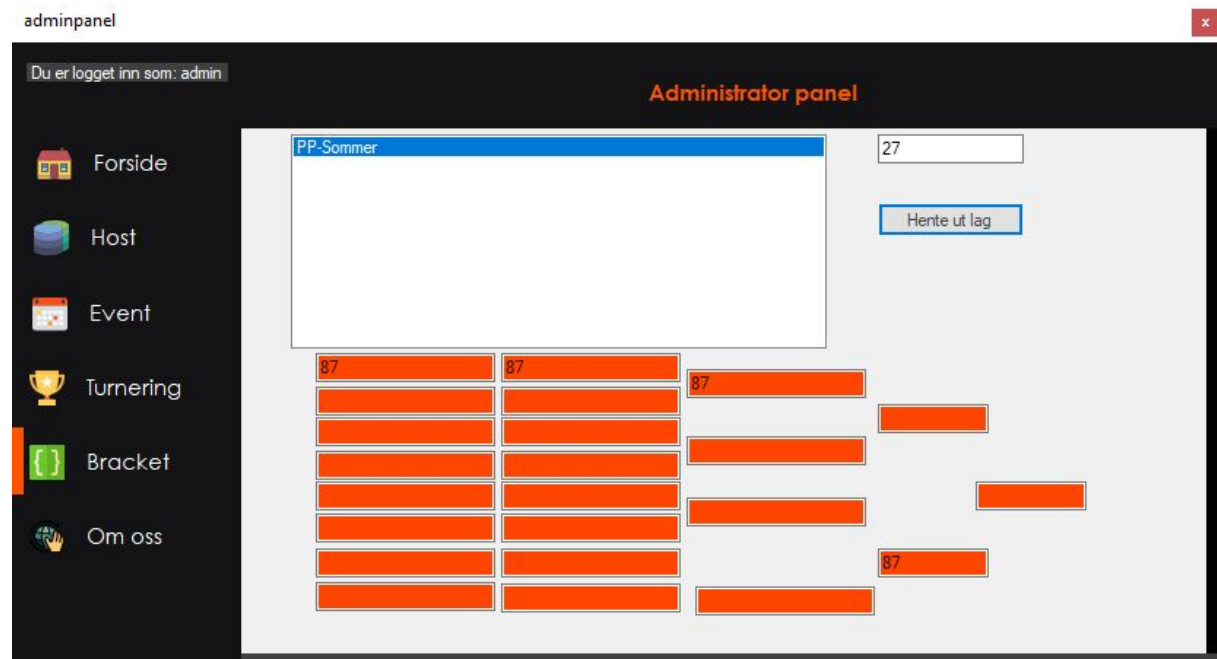 adminpanel
x
Du er logget inn som: admin
Administrator panel
Forside
Host
Event
Turnering
Bracket
Om oss
PP-Sommer
27
Hente ut lag
87
87
87
87